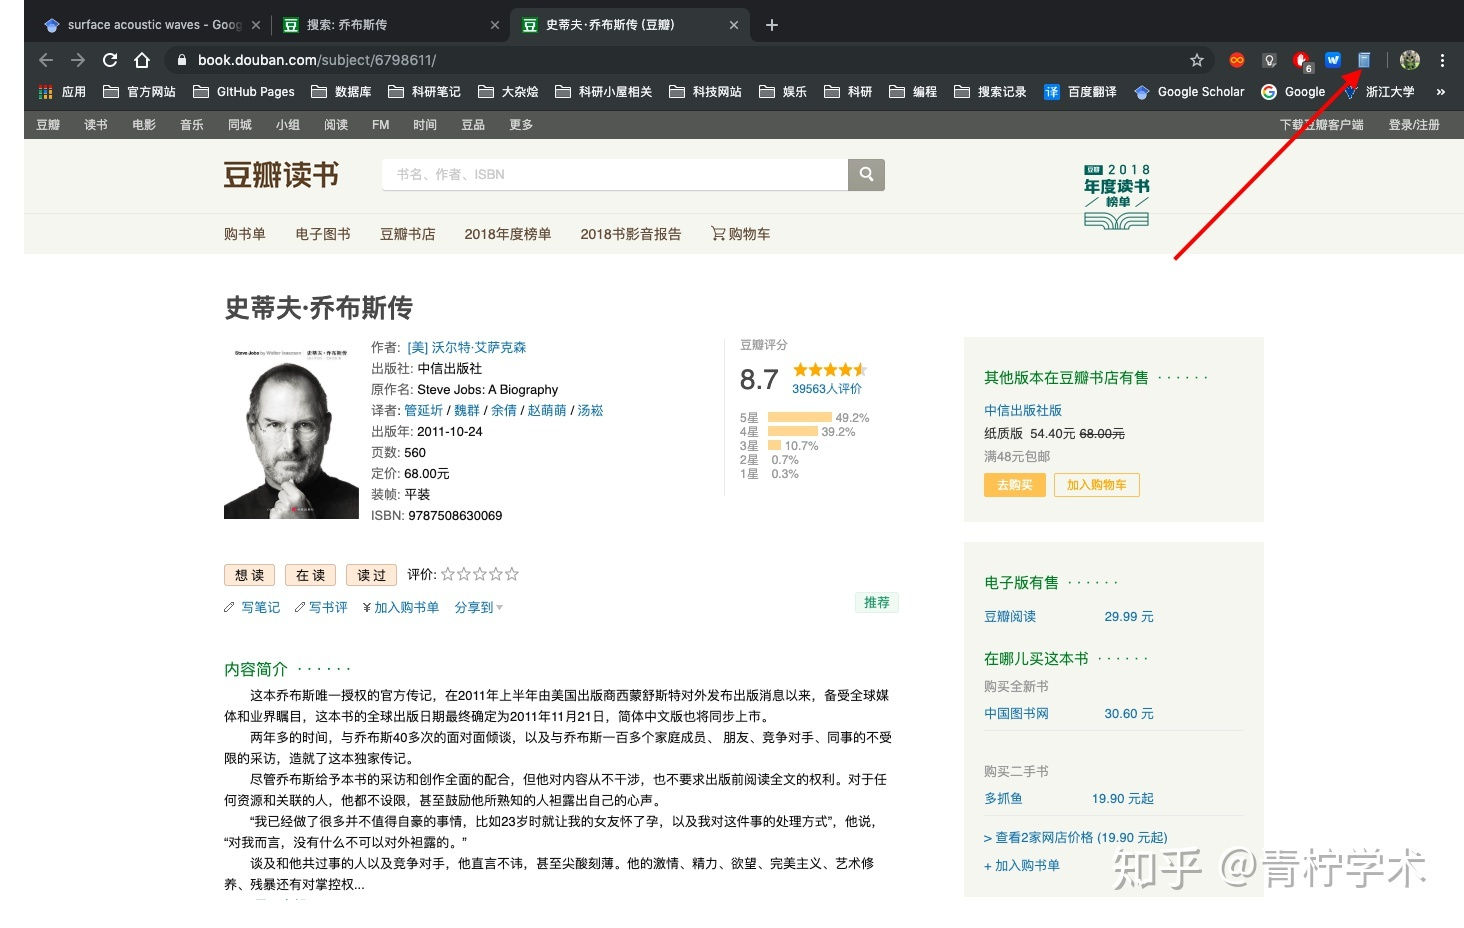 surface acoustic waves - Goog
搜索: 乔布斯传
史蒂夫·乔布斯传 (豆瓣)
book.douban.com/subject/6798611/
6
应用 官方网站 GitHub Pages 数据库 科研笔记 大杂烩 科研小屋相关 科技网站 娱乐 科研 编程 搜索记录 译 百度翻译 Google Scholar Google 浙江大学 »
豆瓣 读书 电影 音乐 同城 小组 阅读 FM 时间 豆品 更多 下载豆瓣客户端 登录/注册
豆瓣读书
书名、作者、ISBN
豆瓣 2018
年度读书
榜单
购书单 电子图书 豆瓣书店 2018年度榜单 2018书影音报告 购物车
史蒂夫·乔布斯传
Steve Jobs by Walter Isaacson 史蒂夫·乔布斯传
作者: [美] 沃尔特·艾萨克森
出版社: 中信出版社
原作名: Steve Jobs: A Biography
译者: 管延圻 / 魏群 / 余倩 / 赵萌萌 / 汤崧
出版年: 2011-10-24
页数: 560
定价: 68.00元
装帧: 平装
ISBN: 9787508630069
豆瓣评分
8.7
39563人评价
5星 49.2%
4星 39.2%
3星 10.7%
2星 0.7%
1星 0.3%
想读 在读 读过 评价:
写笔记 写书评 ¥加入购书单 分享到
推荐
内容简介 · · · · · ·
这本乔布斯唯一授权的官方传记，在2011年上半年由美国出版商西蒙舒斯特对外发布出版消息以来，备受全球媒
体和业界瞩目，这本书的全球出版日期最终确定为2011年11月21日，简体中文版也将同步上市。
两年多的时间，与乔布斯40多次的面对面倾谈，以及与乔布斯一百多个家庭成员、 朋友、竞争对手、同事的不受
限的采访，造就了这本独家传记。
尽管乔布斯给予本书的采访和创作全面的配合，但他对内容从不干涉，也不要求出版前阅读全文的权利。对于任
何资源和关联的人，他都不设限，甚至鼓励他所熟知的人袒露出自己的心声。
“我已经做了很多并不值得自豪的事情，比如23岁时就让我的女友怀了孕，以及我对这件事的处理方式”，他说，
“对我而言，没有什么不可以对外袒露的。”
谈及和他共过事的人以及竞争对手，他直言不讳，甚至尖酸刻薄。他的激情、精力、欲望、完美主义、艺术修
养、残暴还有对掌控权...
其他版本在豆瓣书店有售 · · · · · ·
中信出版社版
纸质版 54.40元 68.00元
满48元包邮
去购买 加入购物车
电子版有售 · · · · · ·
豆瓣阅读 29.99 元
在哪儿买这本书 · · · · · ·
购买全新书
中国图书网 30.60 元
购买二手书
多抓鱼 19.90 元起
> 查看2家网店价格 (19.90 元起)
+ 加入购书单
知乎 @青柠学术